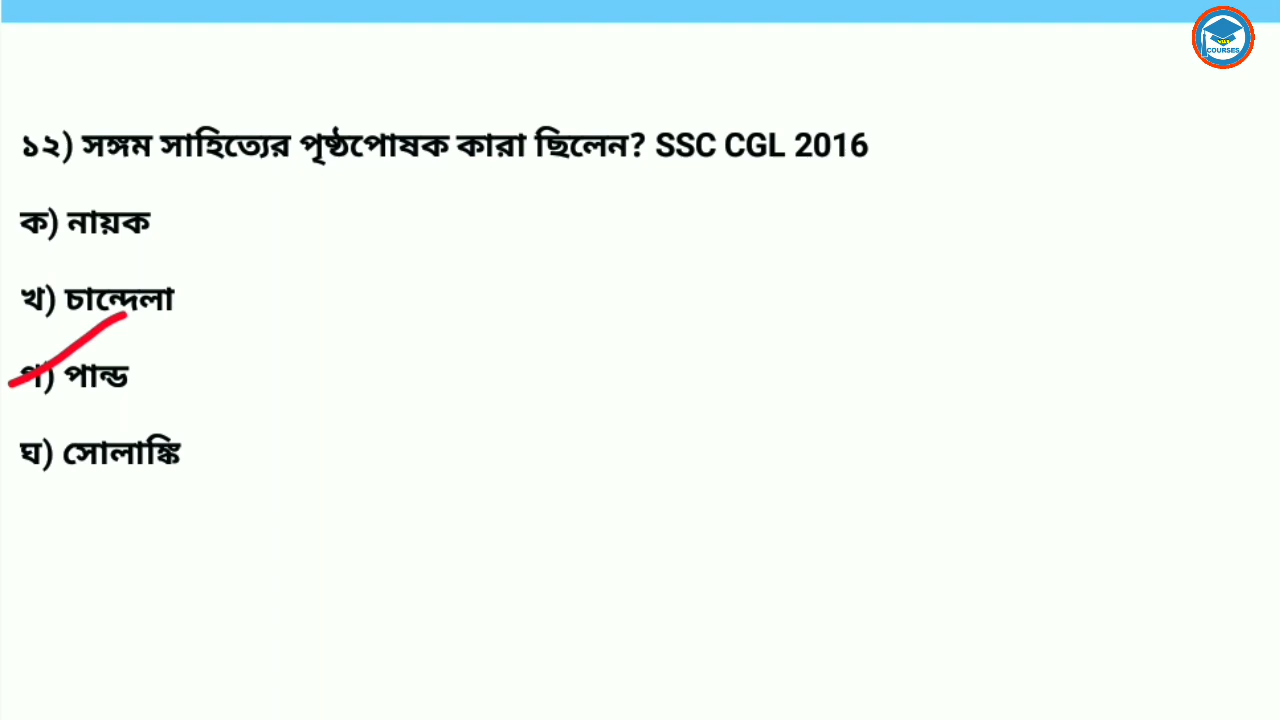 COURSES
১২) সঙ্গম সাহিত্যের পৃষ্ঠপোষক কারা ছিলেন? SSC CGL 2016
ক) নায়ক
খ) চান্দেলা
গ) পান্ড
ঘ) সোলাঙ্কি